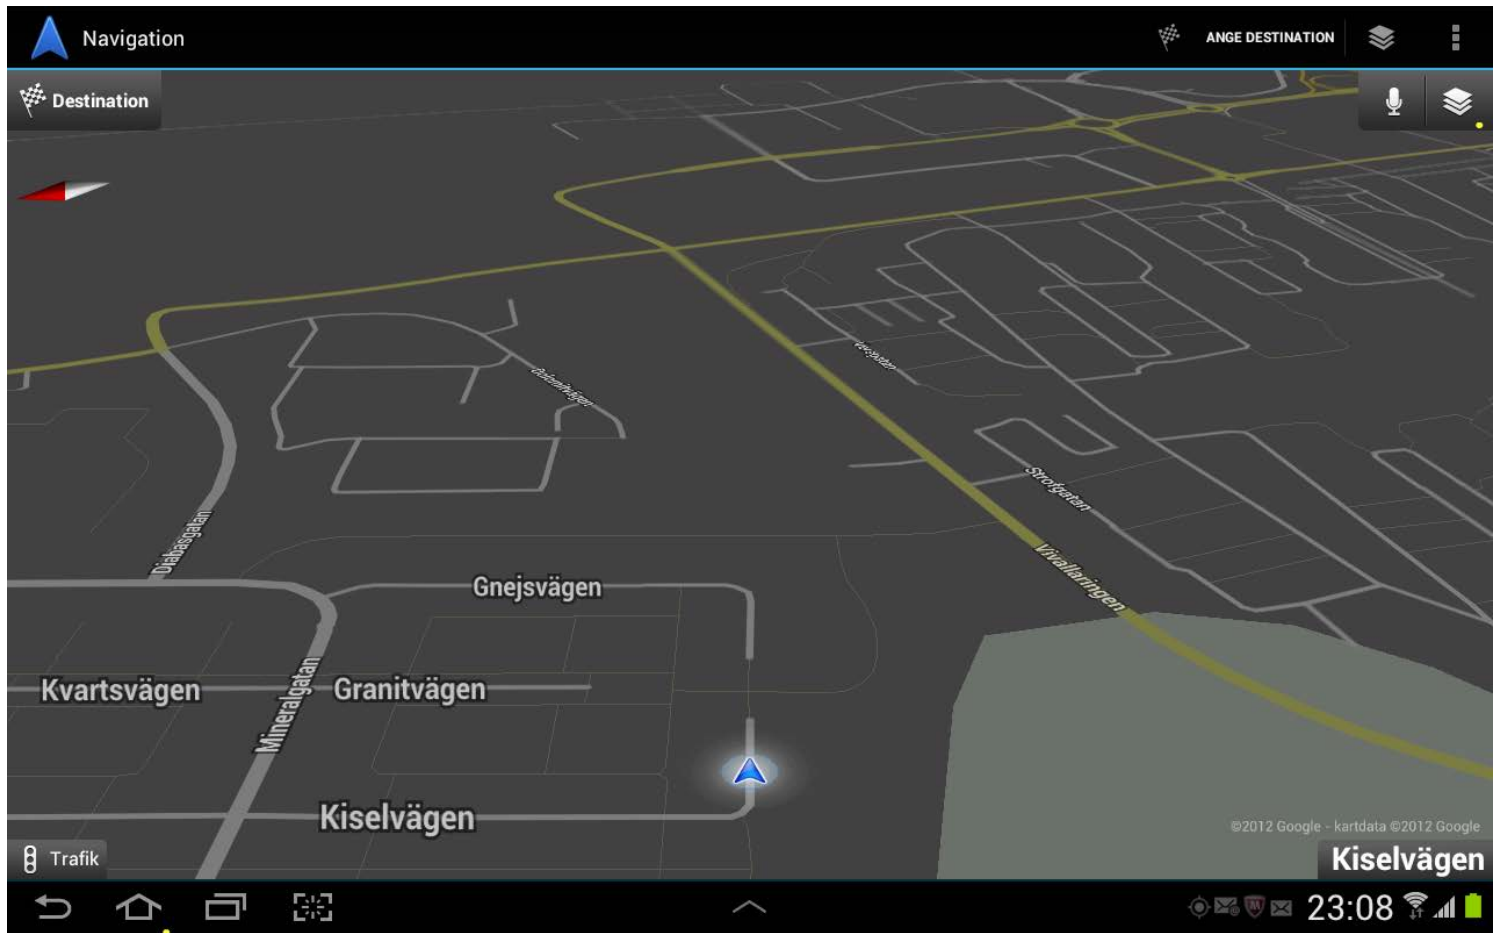 Navigation
ANGE DESTINATION
Destination
Dolomitvägen
Strofgatan
Diabasgatan
Vivallaringen
Gnejsvägen
Kvartsvägen
Mineralgatan
Granitvägen
Kiselvägen
©2012 Google - kartdata ©2012 Google
Trafik
Kiselvägen
23:08